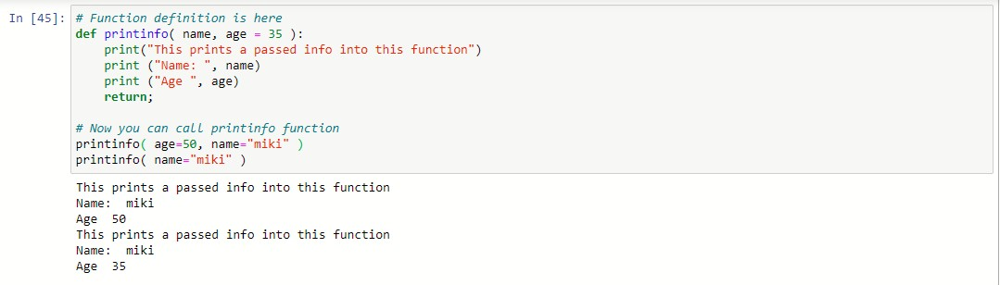 In [45]: # Function definition is here
def printinfo( name, age = 35 ):
    print("This prints a passed info into this function")
    print ("Name: ", name)
    print ("Age ", age)
    return;
# Now you can call printinfo function
printinfo( age=50, name="miki" )
printinfo( name="miki" )
This prints a passed info into this function
Name:  miki
Age  50
This prints a passed info into this function
Name:  miki
Age  35